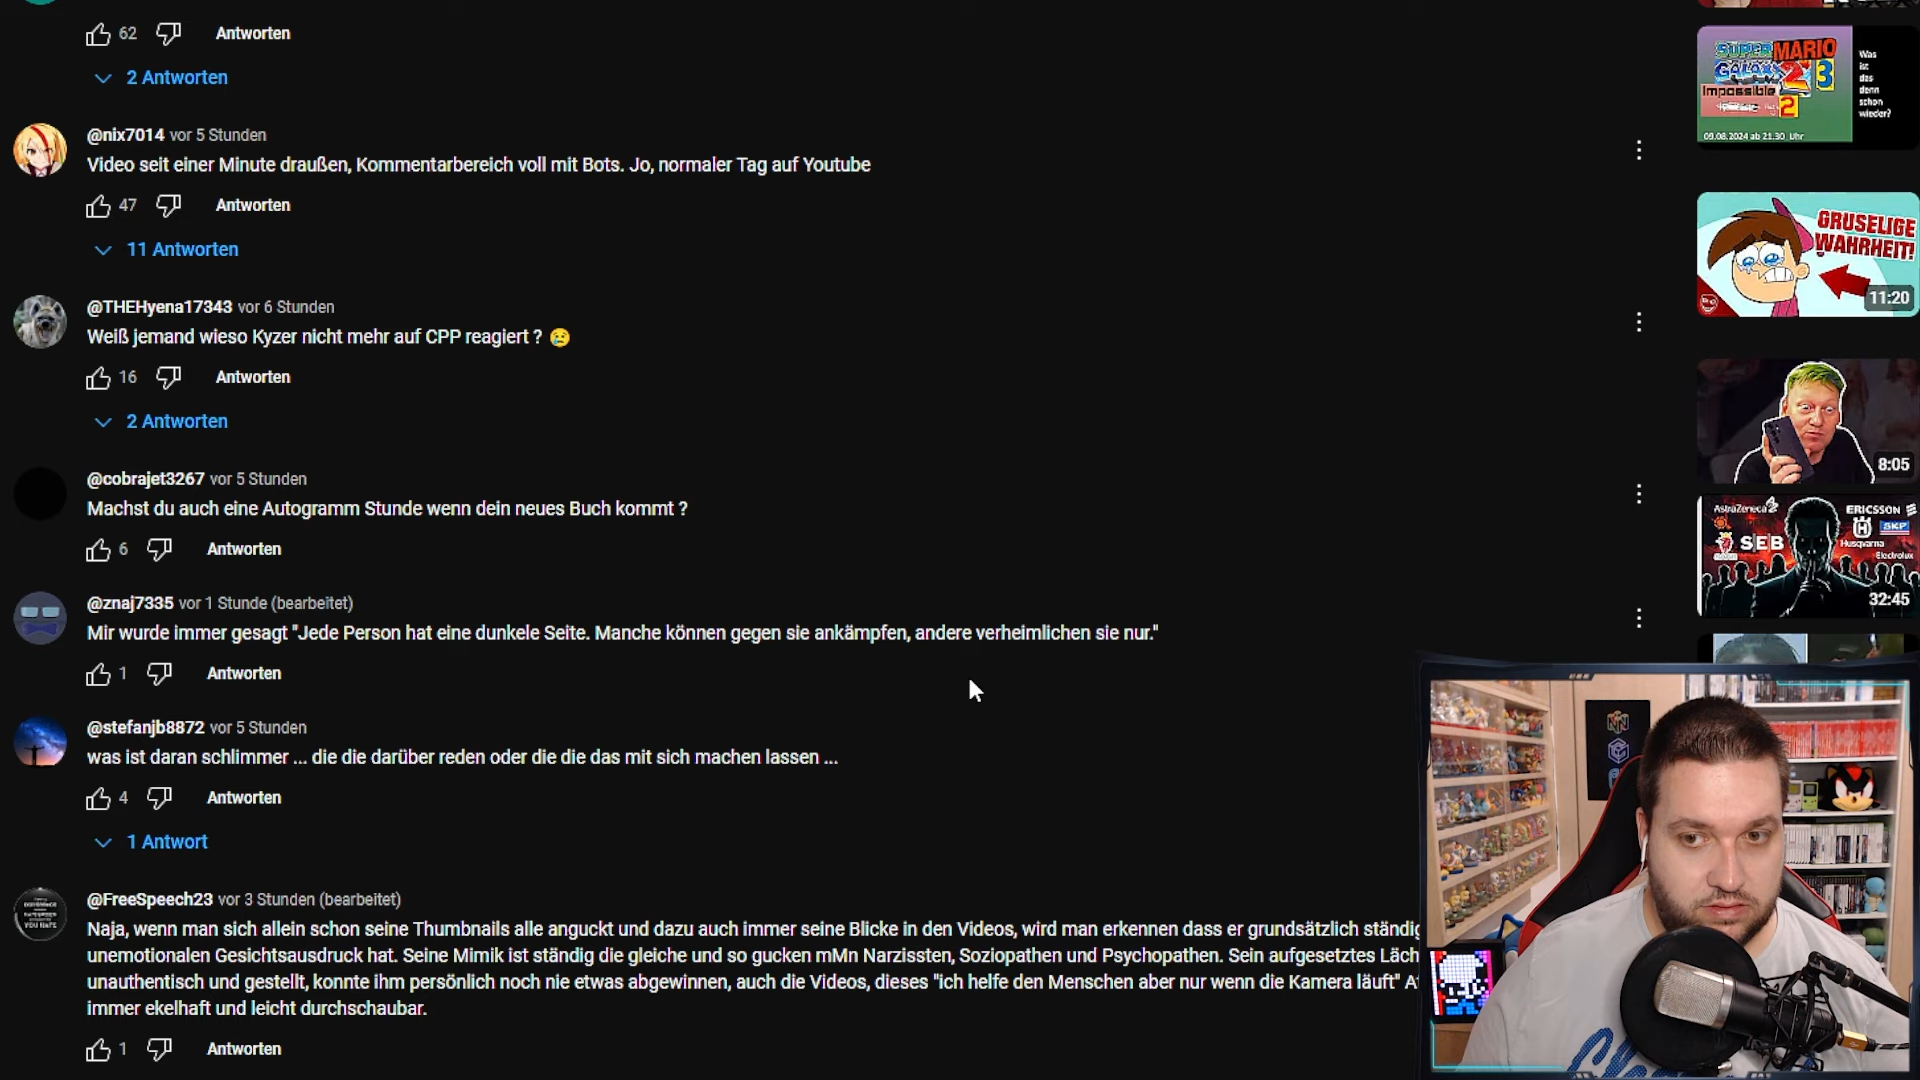 62 Antworten
2 Antworten
@nix7014 vor 5 Stunden
Video seit einer Minute draußen, Kommentarbereich voll mit Bots. Jo, normaler Tag auf Youtube
47 Antworten
11 Antworten
@THEHyena17343 vor 6 Stunden
Weiß jemand wieso Kyzer nicht mehr auf CPP reagiert ? 😢
16 Antworten
2 Antworten
@cobrajet3267 vor 5 Stunden
Machst du auch eine Autogramm Stunde wenn dein neues Buch kommt ?
6 Antworten
@znaj7335 vor 1 Stunde (bearbeitet)
Mir wurde immer gesagt "Jede Person hat eine dunkele Seite. Manche können gegen sie ankämpfen, andere verheimlichen sie nur."
1 Antworten
@stefanjb8872 vor 5 Stunden
was ist daran schlimmer ... die die darüber reden oder die die das mit sich machen lassen ...
4 Antworten
1 Antwort
@FreeSpeech23 vor 3 Stunden (bearbeitet)
Naja, wenn man sich allein schon seine Thumbnails alle anguckt und dazu auch immer seine Blicke in den Videos, wird man erkennen dass er grundsätzlich ständig
unemotionalen Gesichtsausdruck hat. Seine Mimik ist ständig die gleiche und so gucken mMn Narzissten, Soziopathen und Psychopathen. Sein aufgesetztes Läch
unauthentisch und gestellt, konnte ihm persönlich noch nie etwas abgewinnen, auch die Videos, dieses "ich helfe den Menschen aber nur wenn die Kamera läuft" A
immer ekelhaft und leicht durchschaubar.
1 Antworten
SUPER MARIO
GALAXY 2 3
Impossible
2
09.08.2024 ab 21.30 Uhr
Was
ist
das
denn
schon
wieder?
GRUSELIGE
WAHRHEIT!
11:20
8:05
AstraZeneca
ERICSSON
SEB
SKF
Husqvarna
Electrolux
32:45